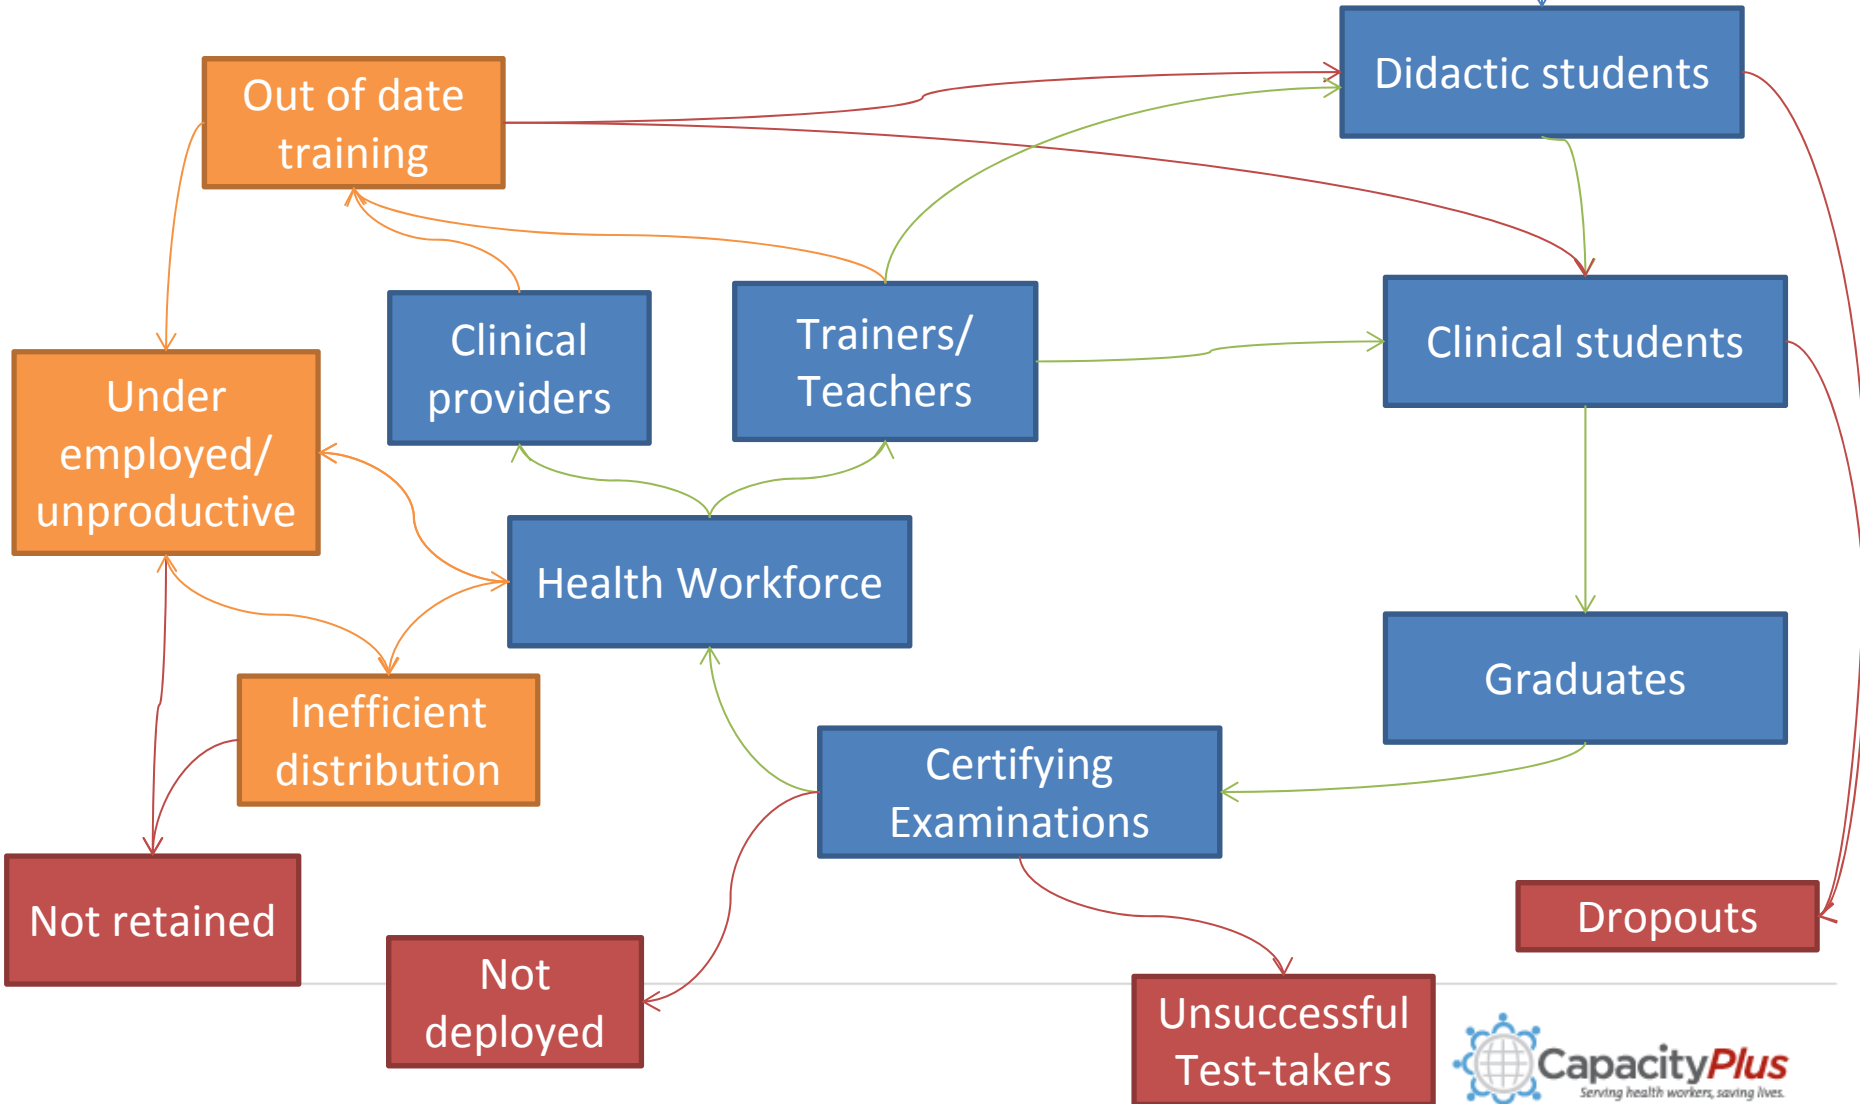 Didactic students
Out of date
training
Clinical
providers
Trainers/
Teachers
Clinical students
Under
employed/
unproductive
Health Workforce
Graduates
Inefficient
distribution
Certifying
Examinations
Not retained
Dropouts
Not
deployed
Unsuccessful
Test-takers
CapacityPlus
Serving health workers, saving lives.